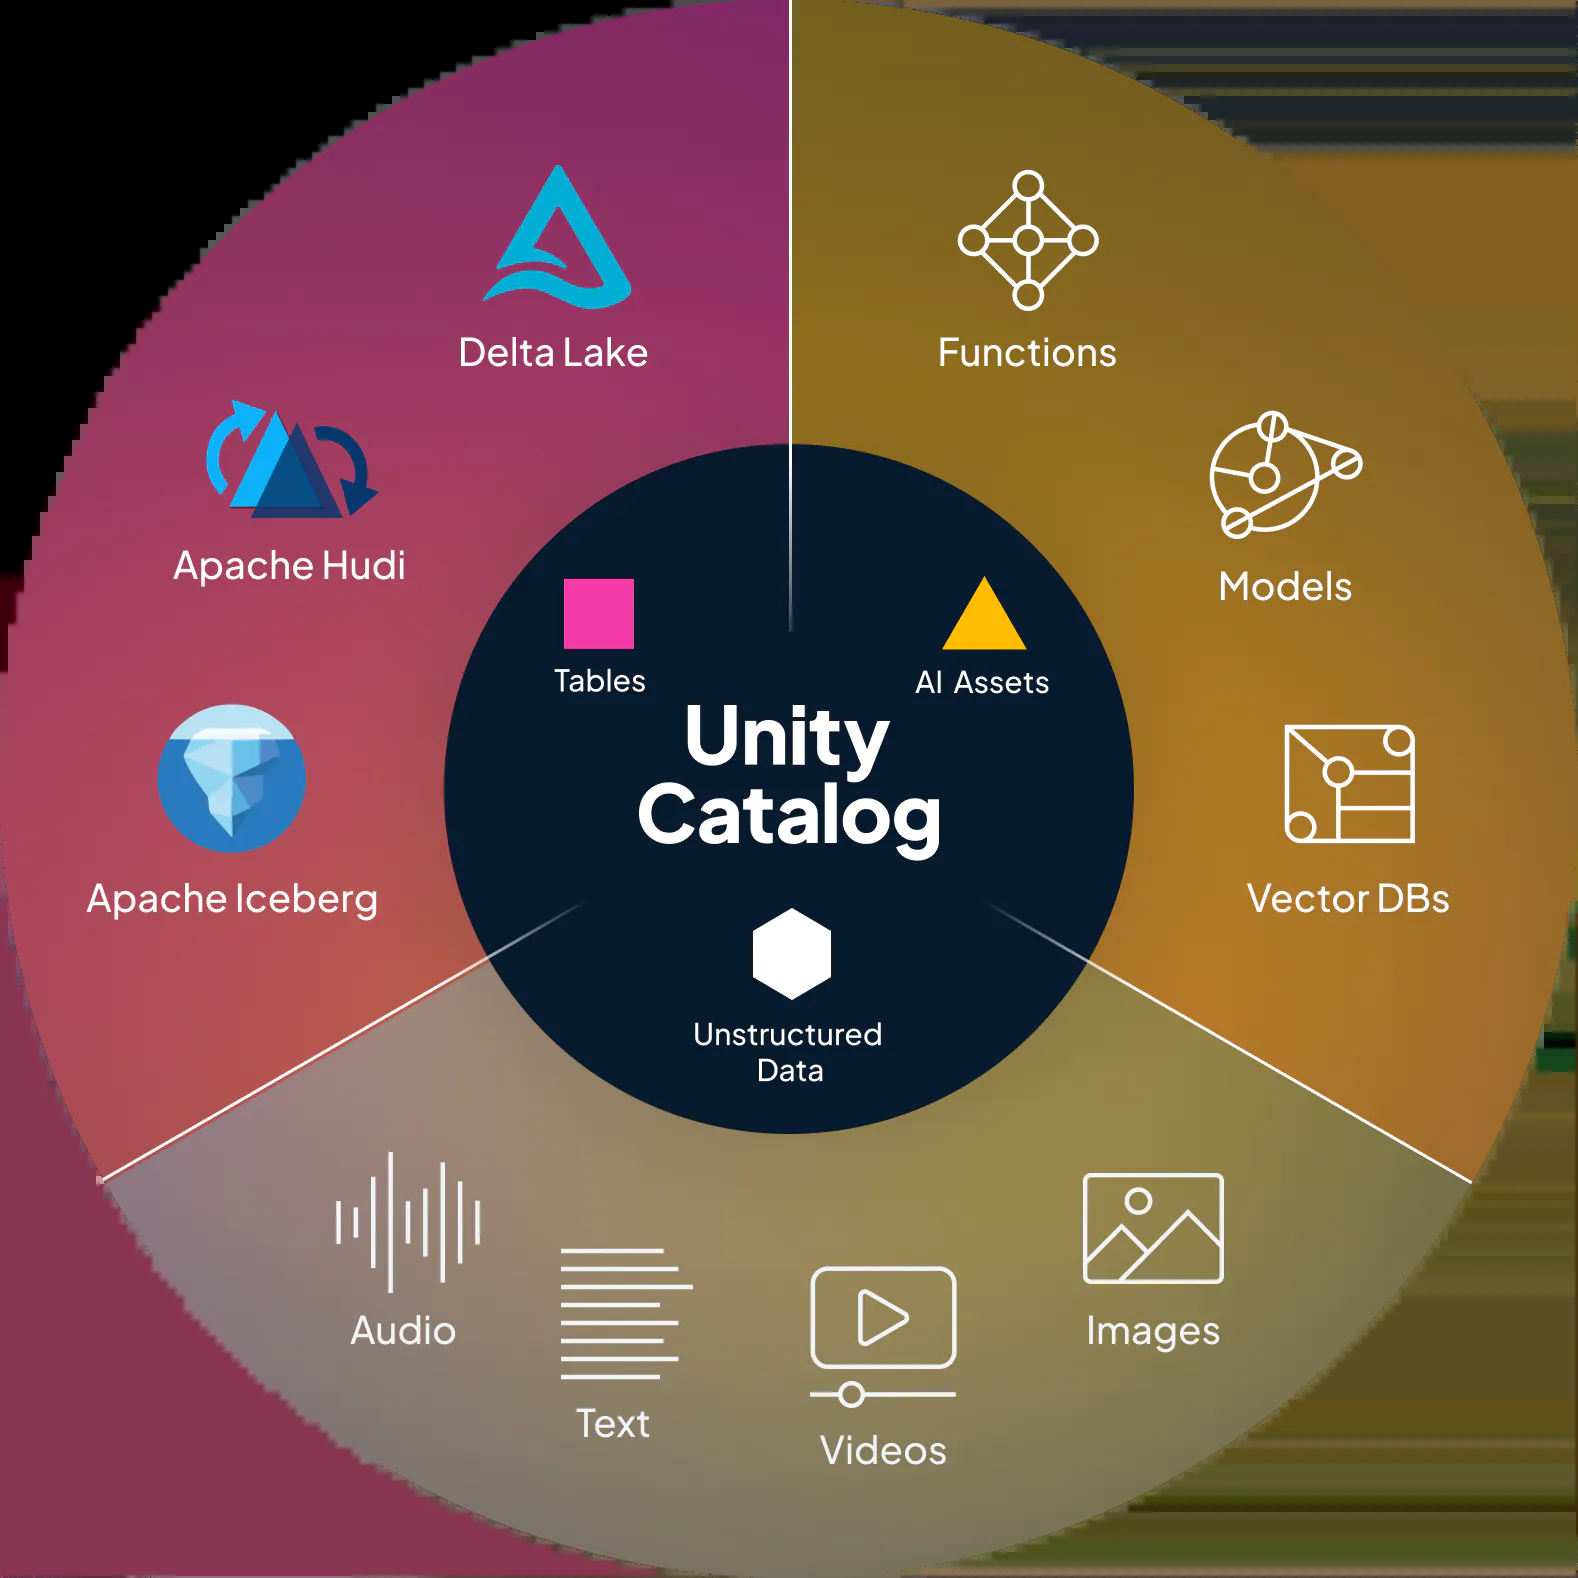 Delta Lake
Functions
Apache Hudi
Models
Tables
AI Assets
Unity
Catalog
Apache Iceberg
Vector DBs
Unstructured
Data
Audio
Images
Text
Videos